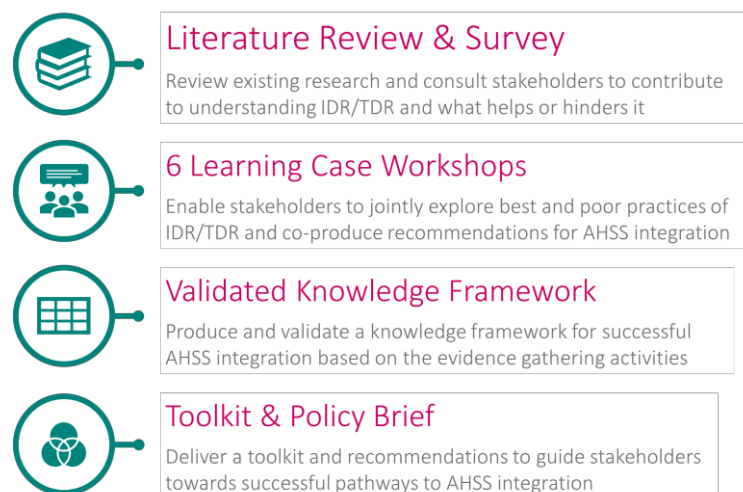 Literature Review & Survey
Review existing research and consult stakeholders to contribute
to understanding IDR/TDR and what helps or hinders it
6 Learning Case Workshops
Enable stakeholders to jointly explore best and poor practices of
IDR/TDR and co-produce recommendations for AHSS integration
Validated Knowledge Framework
Produce and validate a knowledge framework for successful
AHSS integration based on the evidence gathering activities
Toolkit & Policy Brief
Deliver a toolkit and recommendations to guide stakeholders
towards successful pathways to AHSS integration